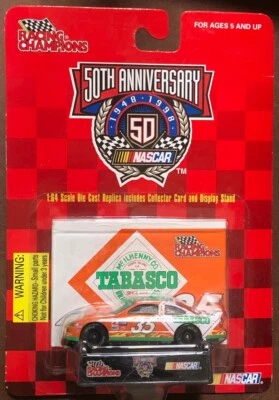 RACING
CHAMPIONS
FOR AGES 5 AND UP
50TH ANNIVERSARY
1948-1998
50
NASCAR
TM
1:64 Scale Die Cast Replica includes Collector Card and Display Stand
RACING
CHAMPIONS
McILHENNY CO.
TABASCO
35
WARNING:
CHOKING HAZARD-Small parts
Not for children under 3 years.
35
NASCAR
NASCAR